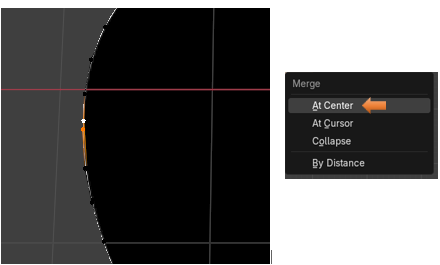 Merge
At Center
At Cursor
Collapse
By Distance